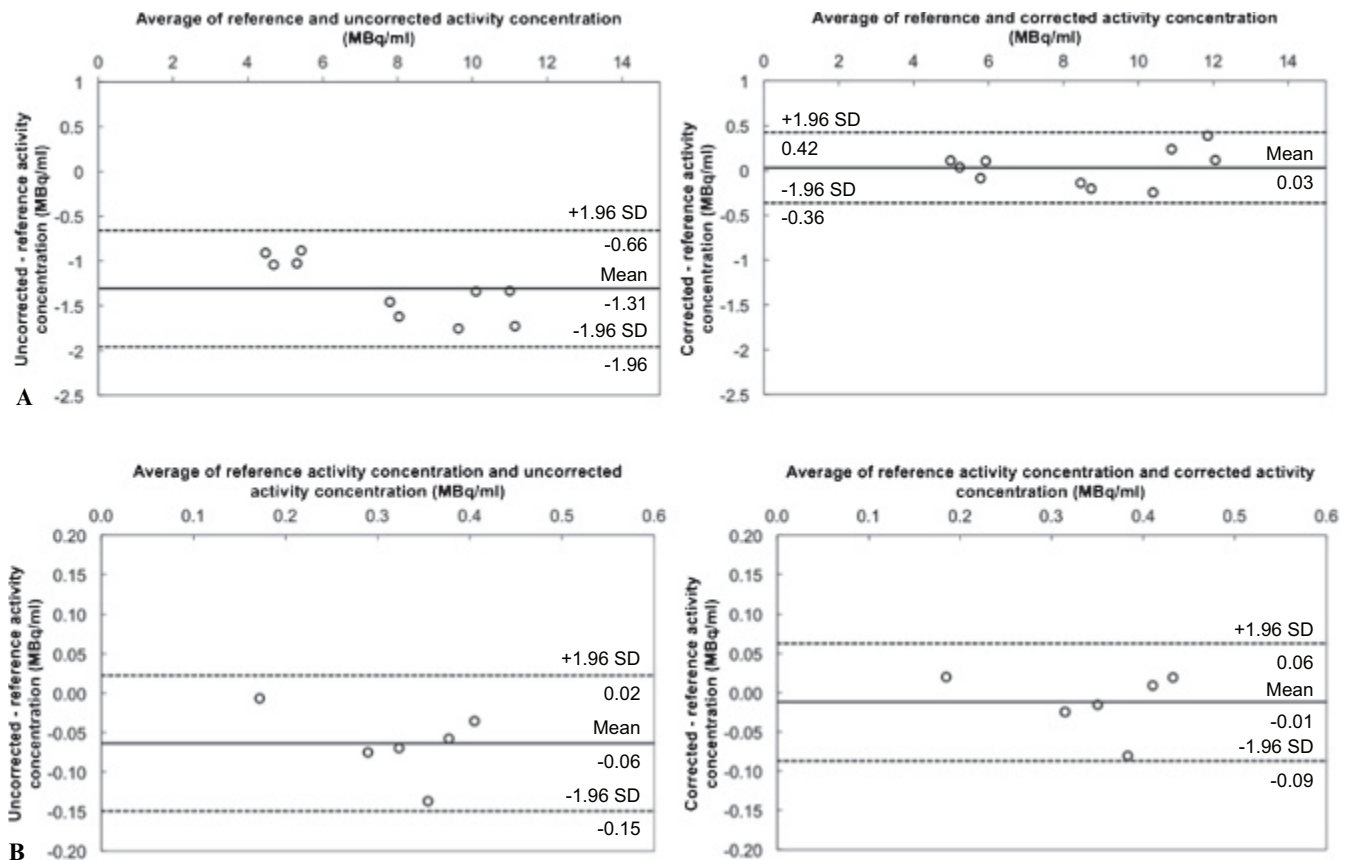 Average of reference and uncorrected activity concentration
(MBq/ml)
0 2 4 6 8 10 12 14
Uncorrected - reference activity
concentration (MBq/ml)
1
0.5
0
-0.5
-1
-1.5
-2
-2.5
+1.96 SD
-0.66
Mean
-1.31
-1.96 SD
-1.96
A
Average of reference and corrected activity concentration
(MBq/ml)
0 2 4 6 8 10 12 14
Corrected - reference activity
concentration (MBq/ml)
1
0.5
0
-0.5
-1
-1.5
-2
-2.5
+1.96 SD
0.42
Mean
0.03
-1.96 SD
-0.36
Average of reference activity concentration and uncorrected
activity concentration (MBq/ml)
0.0 0.1 0.2 0.3 0.4 0.5 0.6
Uncorrected - reference activity
concentration (MBq/ml)
0.20
0.15
0.10
0.05
0.00
-0.05
-0.10
-0.15
-0.20
+1.96 SD
0.02
Mean
-0.06
-1.96 SD
-0.15
B
Average of reference activity concentration and corrected activity
concentration (MBq/ml)
0.0 0.1 0.2 0.3 0.4 0.5 0.6
Corrected - reference activity
concentration (MBq/ml)
0.20
0.15
0.10
0.05
0.00
-0.05
-0.10
-0.15
-0.20
+1.96 SD
0.06
Mean
-0.01
-1.96 SD
-0.09